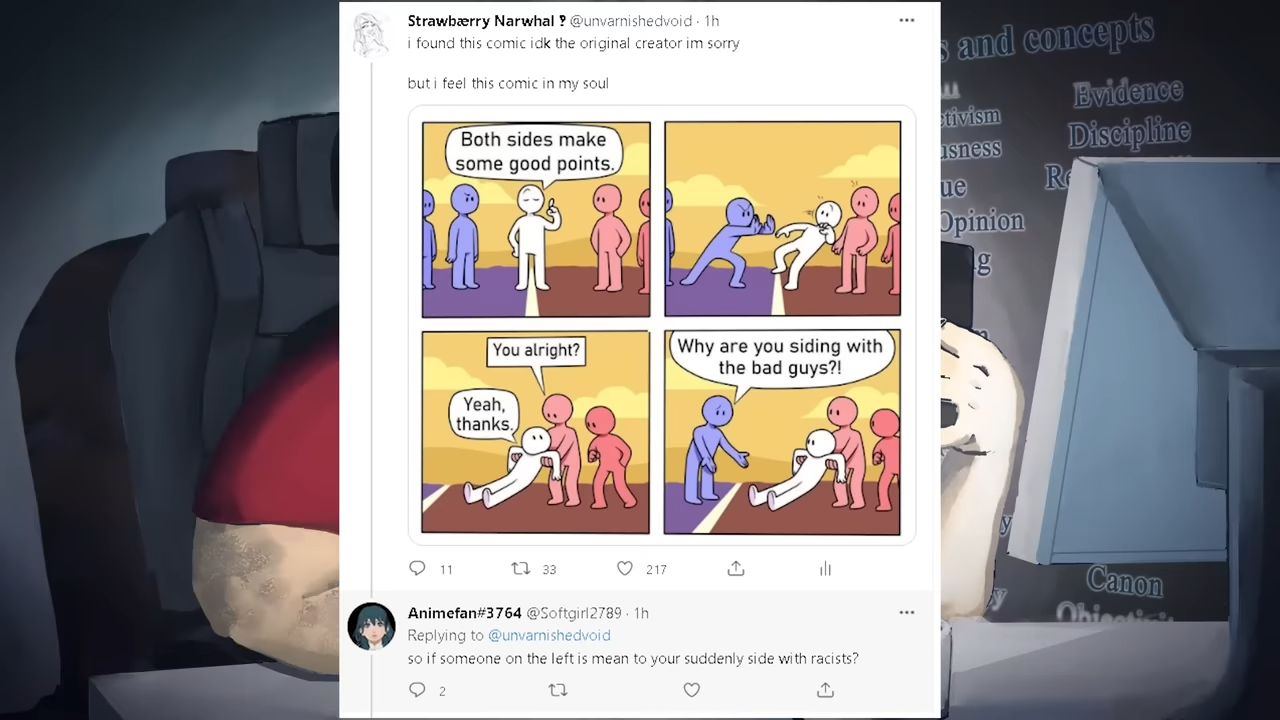 Strawbærry Narwhal ‽ @unvarnishedvoid · 1h
i found this comic idk the original creator im sorry
but i feel this comic in my soul
Both sides make
some good points.
You alright?
Yeah,
thanks.
Why are you siding with
the bad guys?!
11 33 217
Animefan#3764 @Softgirl2789 · 1h
Replying to @unvarnishedvoid
so if someone on the left is mean to your suddenly side with racists?
2
s and concepts
Evidence
Discipline
Opinion
Canon